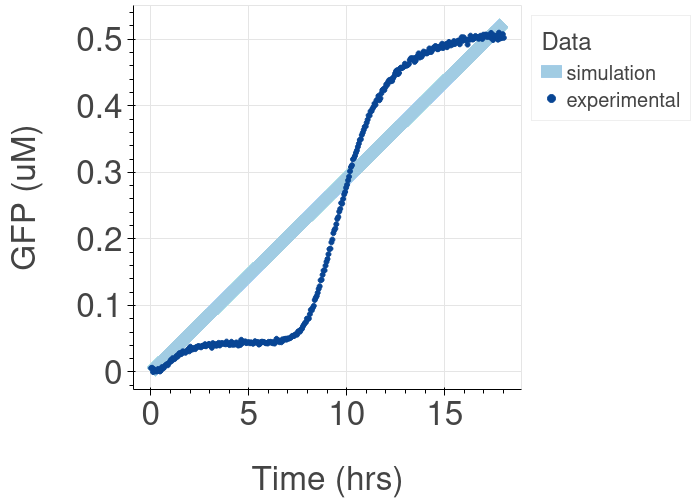 GFP (uM)
0.5
0.4
0.3
0.2
0.1
0
0 5 10 15
Time (hrs)
Data
simulation
experimental